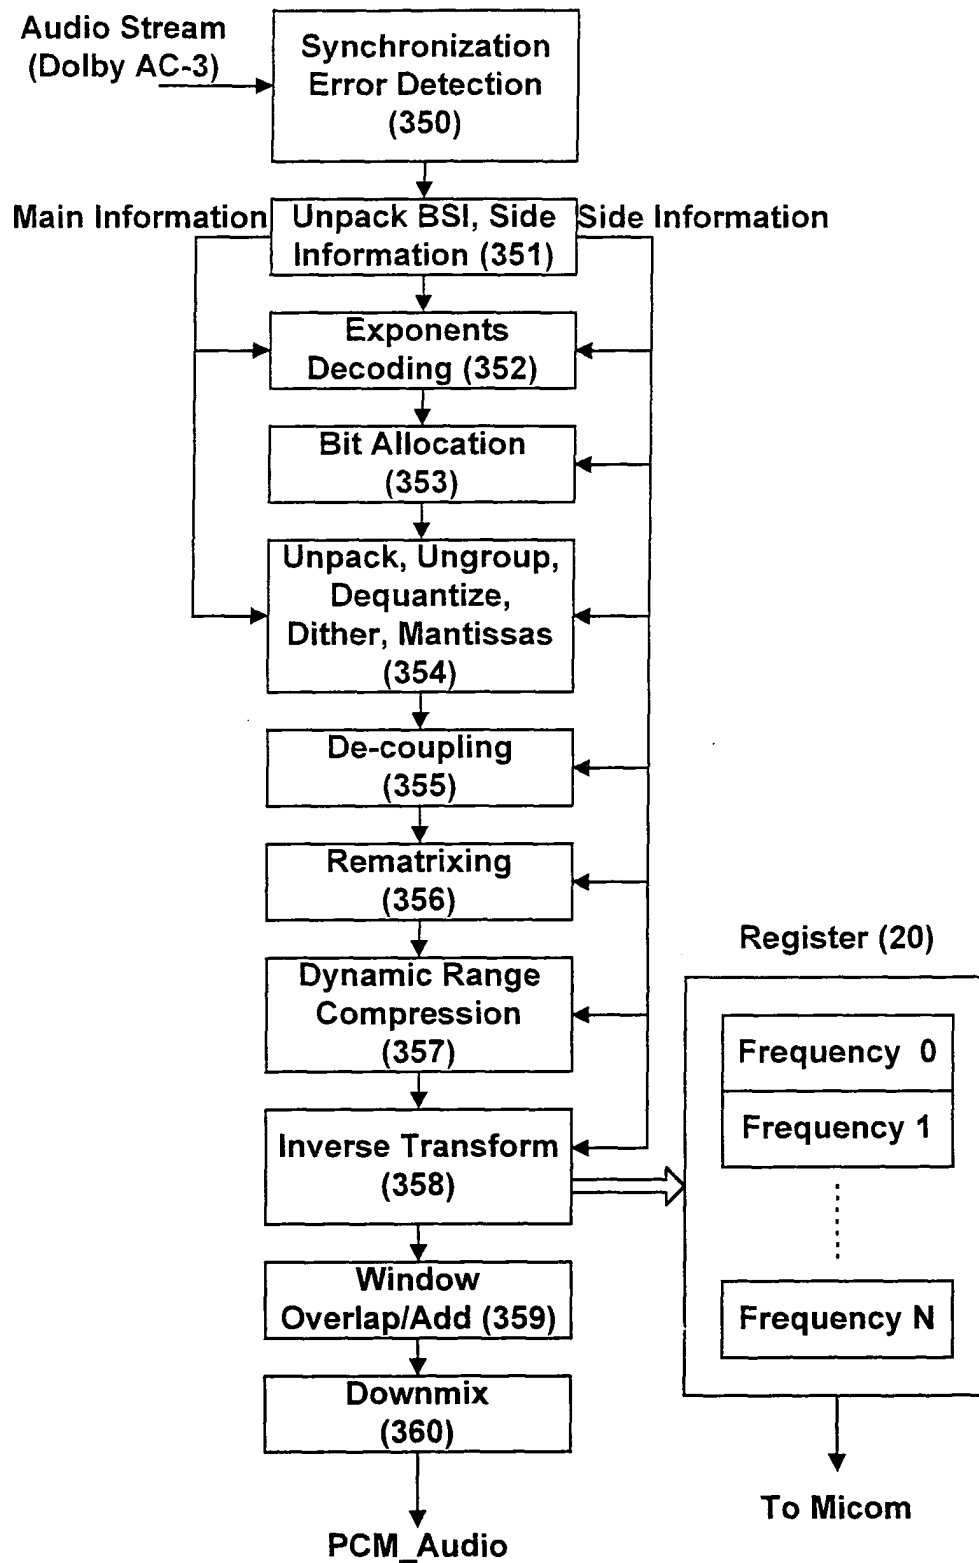 Audio Stream
(Dolby AC-3)
Synchronization
Error Detection
(350)
Main Information
Unpack BSI, Side
Information (351)
Side Information
Exponents
Decoding (352)
Bit Allocation
(353)
Unpack, Ungroup,
Dequantize,
Dither, Mantissas
(354)
De-coupling
(355)
Rematrixing
(356)
Dynamic Range
Compression
(357)
Inverse Transform
(358)
Window
Overlap/Add (359)
Downmix
(360)
PCM_Audio
Register (20)
Frequency 0
Frequency 1
Frequency N
To Micom